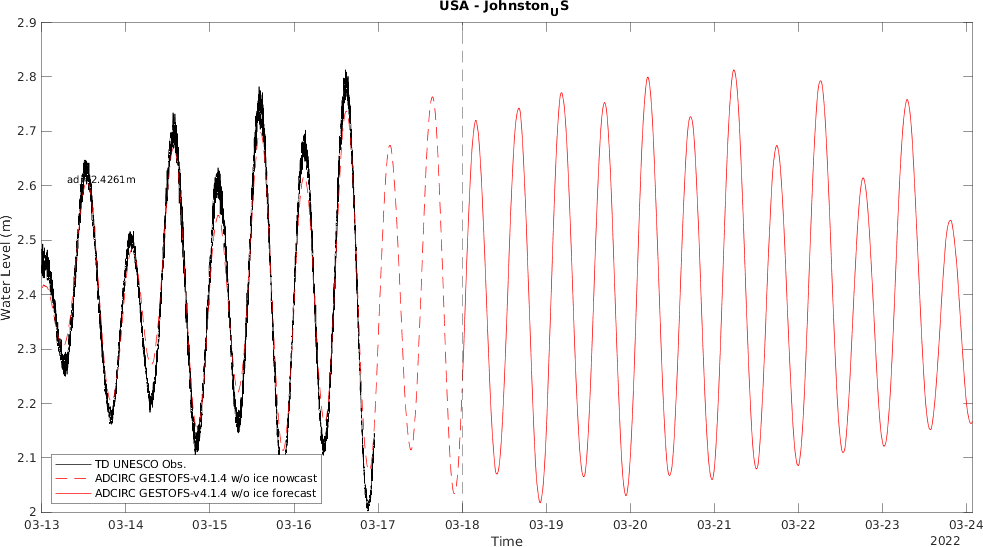 USA - Johnston_US
2.9
2.8
2.7
2.6
2.5
2.4
2.3
2.2
2.1
2
Water Level (m)
2.4261m
TD UNESCO Obs.
ADCIRC GESTOFS-v4.1.4 w/o ice nowcast
ADCIRC GESTOFS-v4.1.4 w/o ice forecast
03-13 03-14 03-15 03-16 03-17 03-18 03-19 03-20 03-21 03-22 03-23 03-24
Time
2022